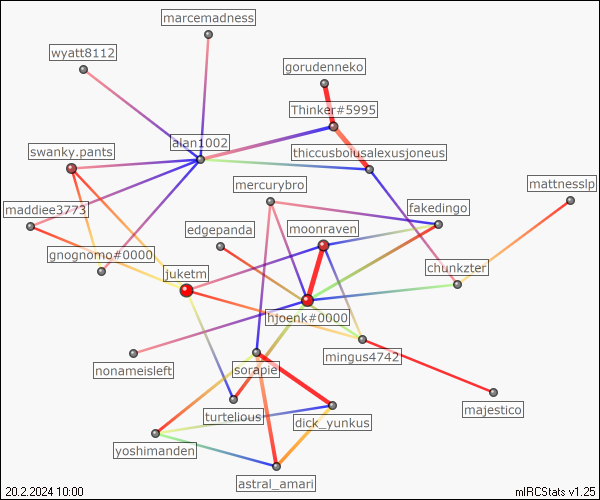 marcemadness
wyatt8112
gorudenneko
Thinker#5995
alan1002
swanky.pants
thiccusbolusalexusjoneus
mercurybro
mattnesslp
maddiee3773
fakedingo
edgepanda
moonraven
gnognomo#0000
juketm
chunkzter
hjoenk#0000
mingus4742
sorapie
nonameisleft
majestico
turtelious
dick_yunkus
yoshimanden
astral_amari
20.2.2024 10:00
mIRCStats v1.25